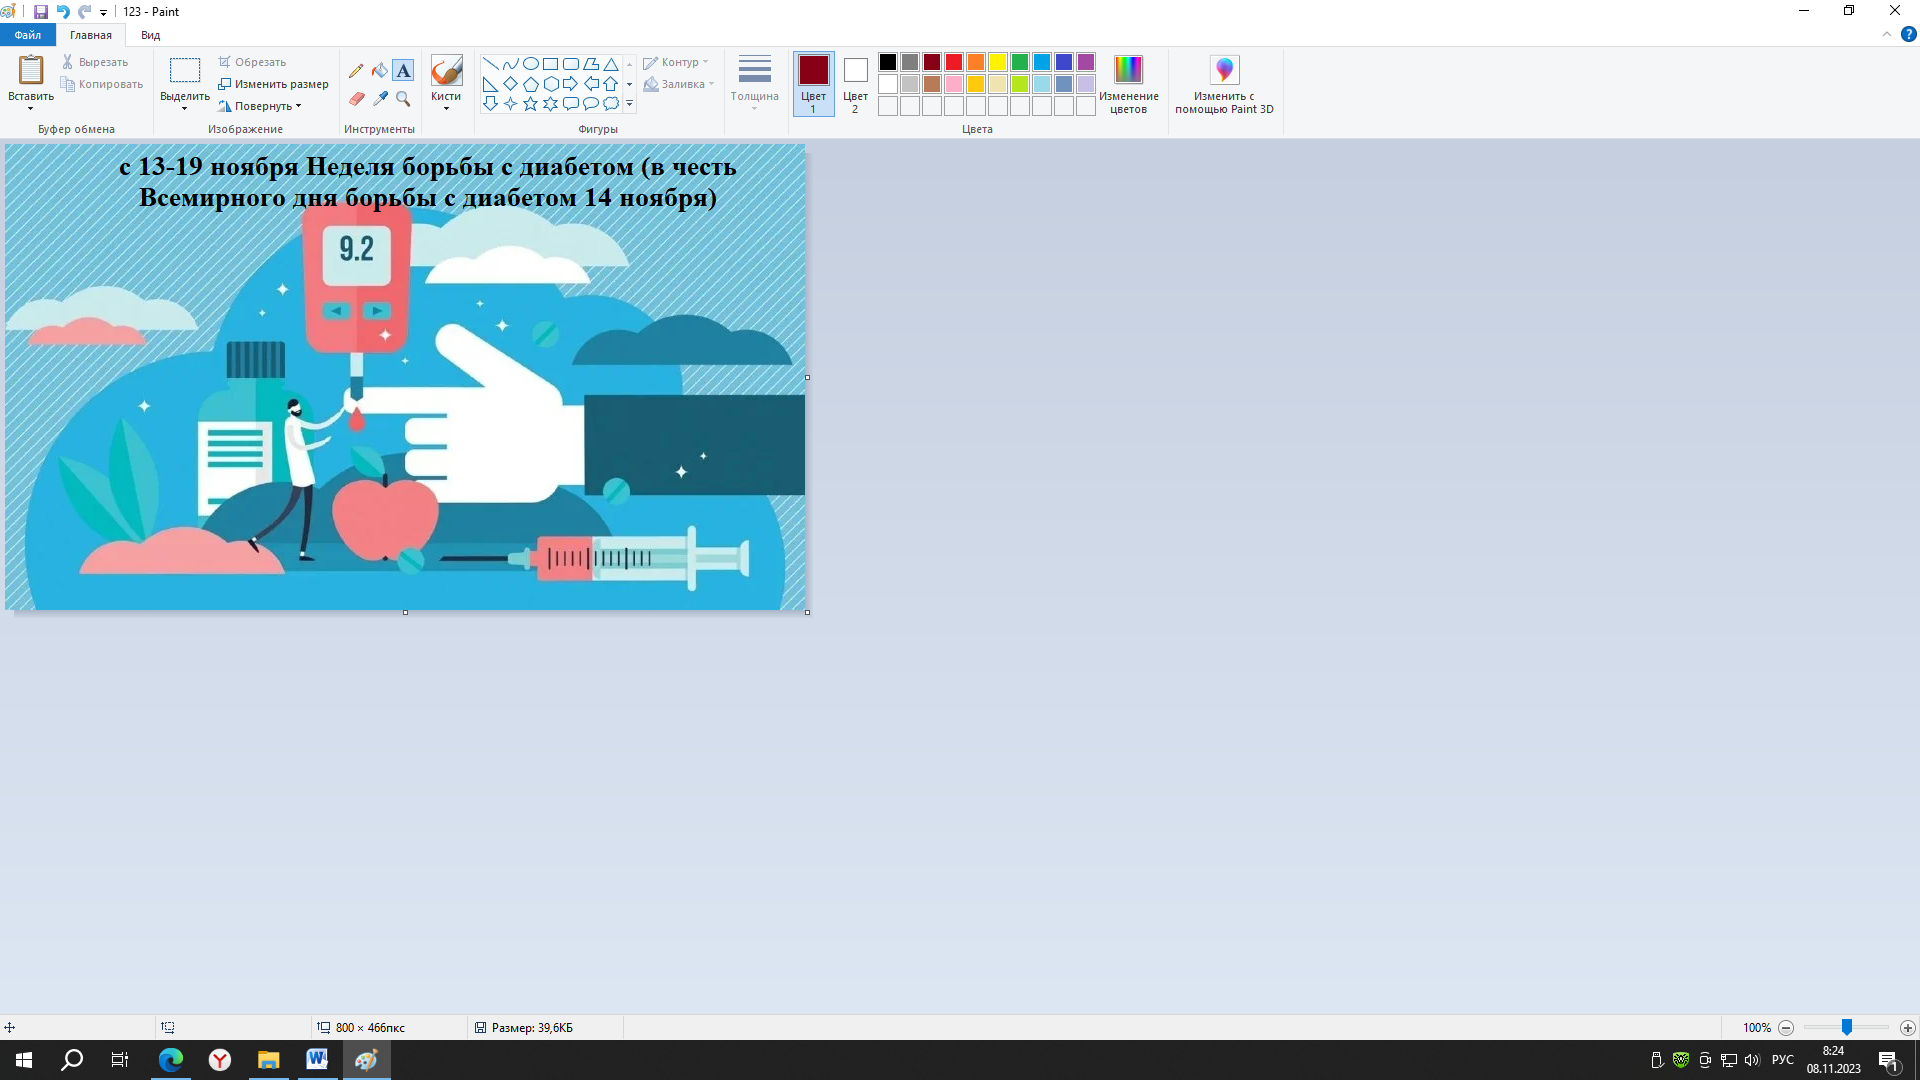 123 - Paint
Файл Главная Вид
Вставить
Вырезать
Копировать
Буфер обмена
Выделить
Обрезать
Изменить размер
Повернуть
Изображение
A
Инструменты
Кисти
Фигуры
Контур
Заливка
Толщина
Цвет 1
Цвет 2
Цвета
Изменение цветов
Изменить с помощью Paint 3D
?
с 13-19 ноября Неделя борьбы с диабетом (в честь
Всемирного дня борьбы с диабетом 14 ноября)
9.2
800 × 466пкс
Размер: 39,6КБ
100%
РУС
8:24
08.11.2023
1